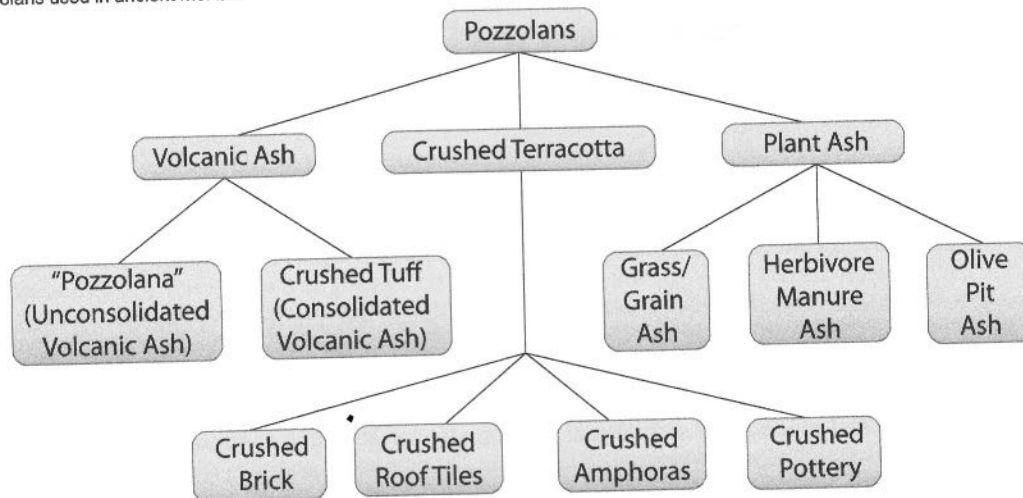 Pozzolans
Volcanic Ash
Crushed Terracotta
Plant Ash
"Pozzolana"
(Unconsolidated
Volcanic Ash)
Crushed Tuff
(Consolidated
Volcanic Ash)
Grass/
Grain
Ash
Herbivore
Manure
Ash
Olive
Pit
Ash
Crushed
Brick
Crushed
Roof Tiles
Crushed
Amphoras
Crushed
Pottery